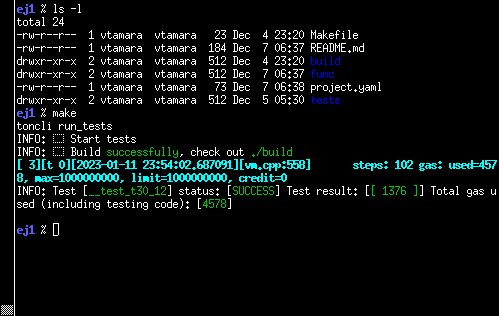 ej1 % ls -l
total 24
-rw-r--r--  1 vtamara  vtamara   23 Dec  4 23:20 Makefile
-rw-r--r--  1 vtamara  vtamara  184 Dec  7 06:37 README.md
drwxr-xr-x  2 vtamara  vtamara  512 Dec  4 23:20 build
drwxr-xr-x  2 vtamara  vtamara  512 Dec  7 06:37 func
-rw-r--r--  1 vtamara  vtamara   73 Dec  7 06:38 project.yaml
drwxr-xr-x  2 vtamara  vtamara  512 Dec  5 05:30 tests
ej1 % make
toncli run_tests
INFO: Start tests
INFO: Build successfully, check out ./build
[ 3][t 0][2023-01-11 23:54:02.687091][vm.cpp:558]       steps: 102 gas: used=457
8, max=1000000000, limit=1000000000, credit=0
INFO: Test [__test_t30_12] status: [SUCCESS] Test result: [[ 1376 ]] Total gas u
sed (including testing code): [4578]
ej1 %